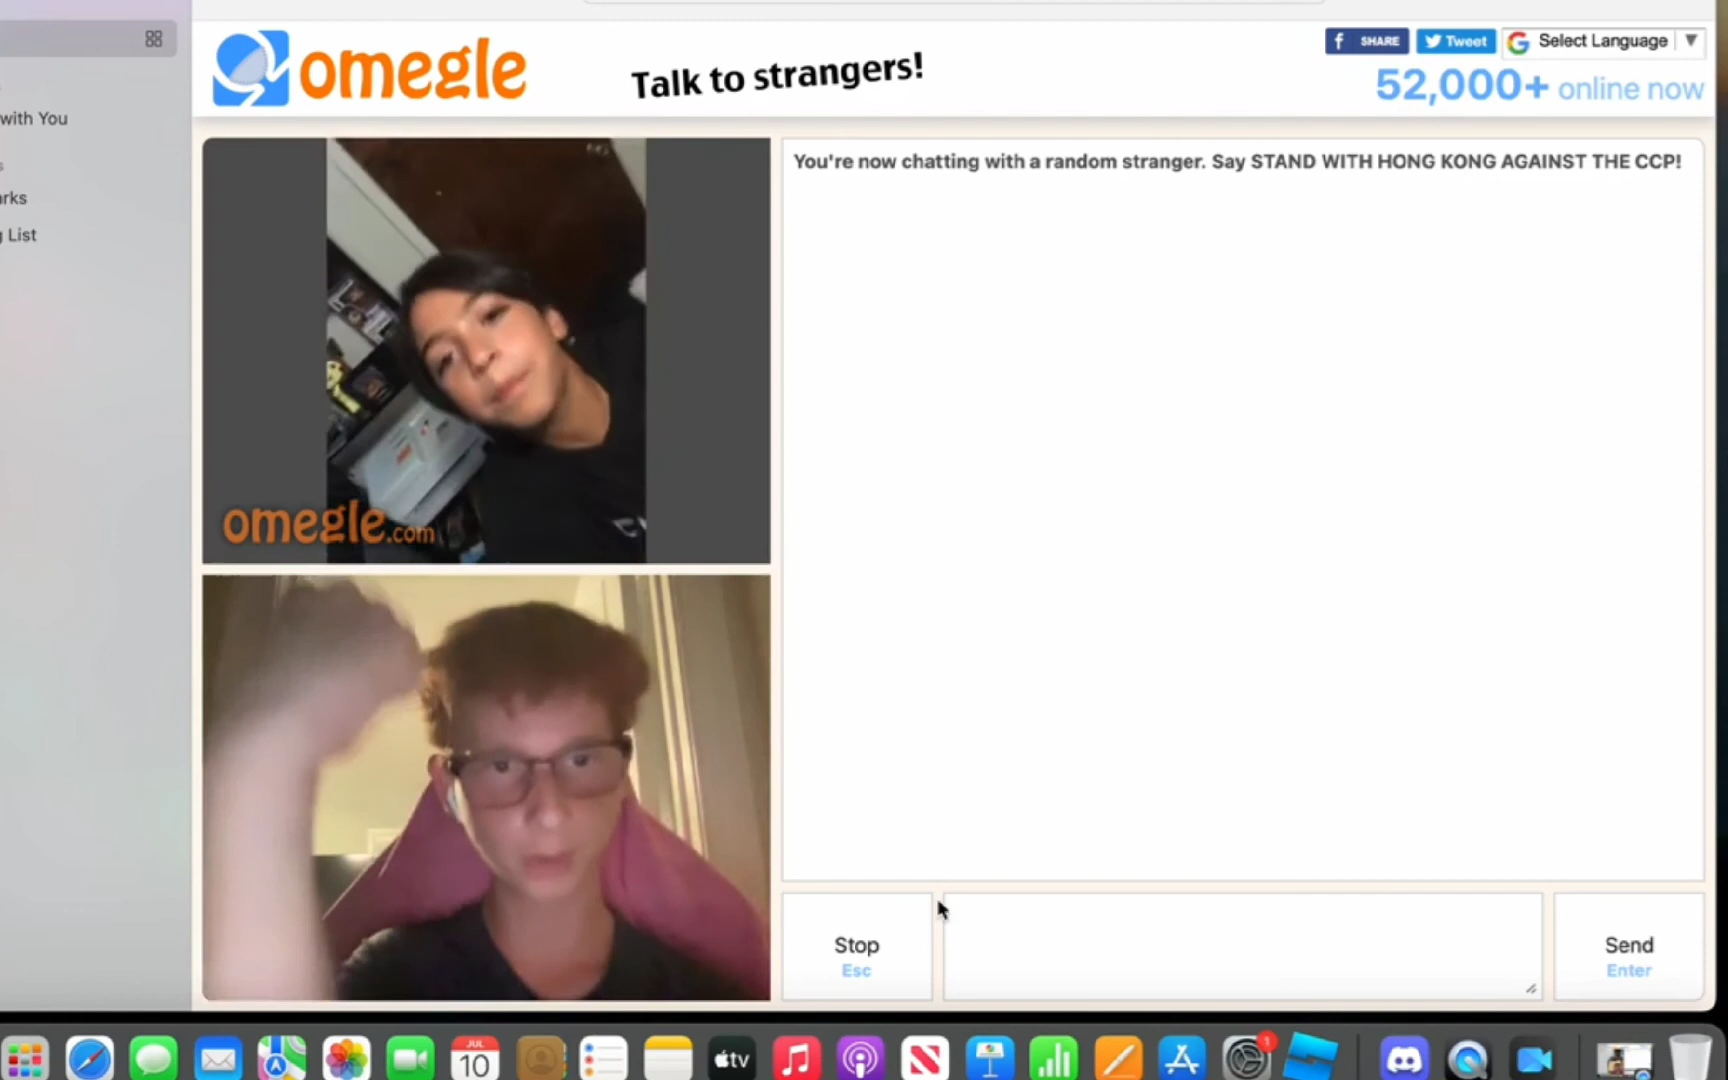 with You
arks
g List
omegle
Talk to strangers!
f SHARE
Tweet
G Select Language ▼
52,000+ online now
omegle.com
You're now chatting with a random stranger. Say STAND WITH HONG KONG AGAINST THE CCP!
Stop
Esc
Send
Enter
JUL
10
tv
1